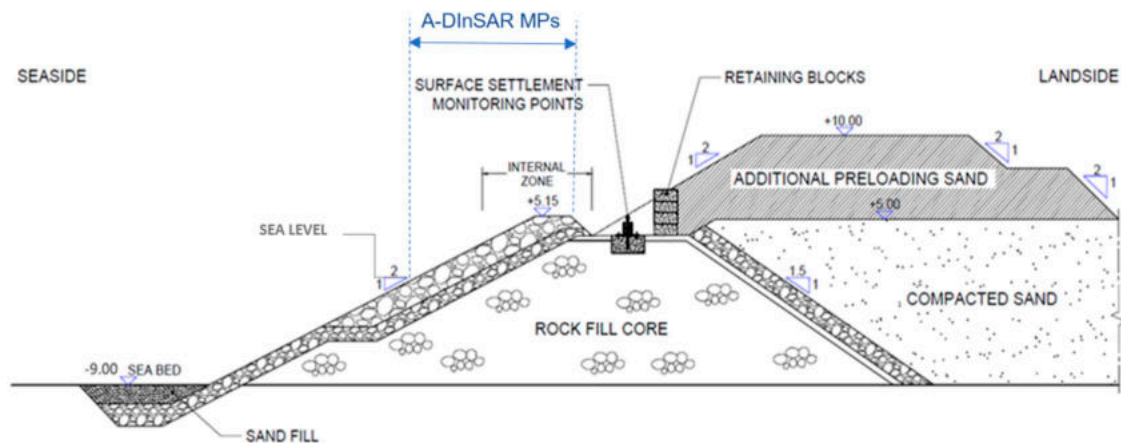 A-DInSAR MPs
SEASIDE
SURFACE SETTLEMENT
MONITORING POINTS
RETAINING BLOCKS
LANDSIDE
+10.00
2
1
2
1
2
1
INTERNAL
ZONE
ADDITIONAL PRELOADING SAND
+5.15
+5.00
SEA LEVEL
2
1
1.5
1
COMPACTED SAND
ROCK FILL CORE
-9.00 SEA BED
SAND FILL